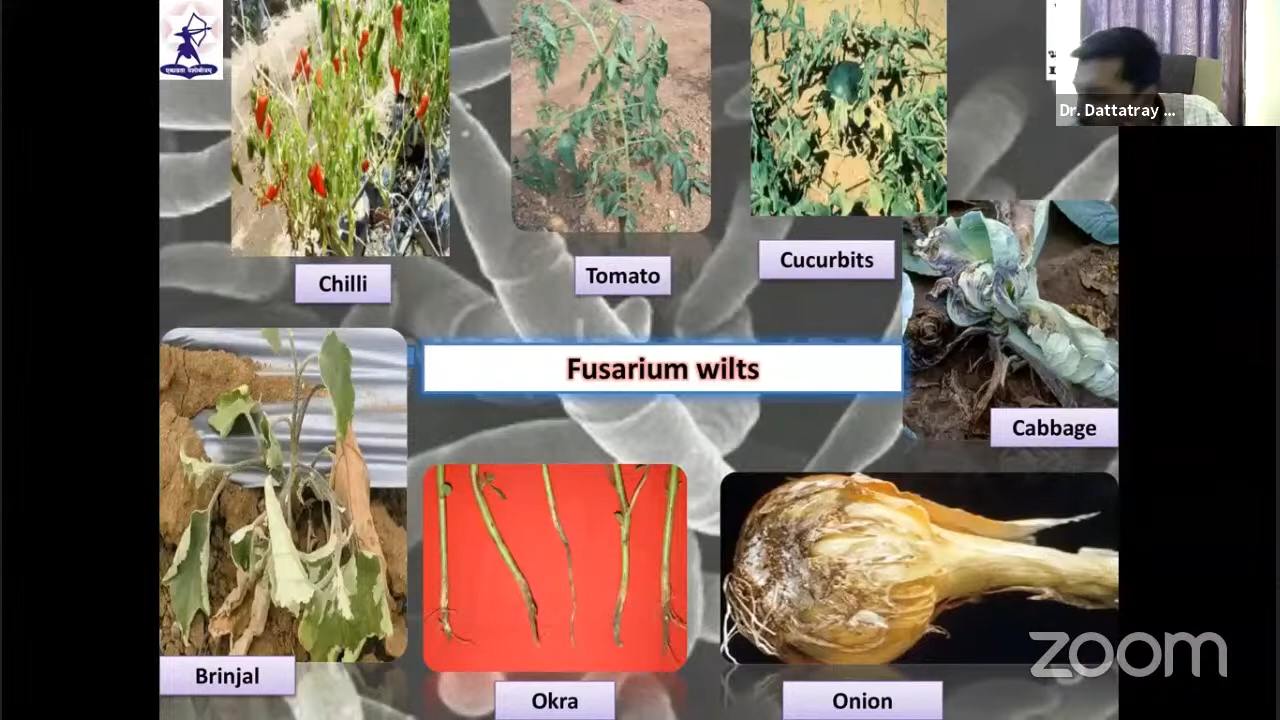 Dr. Dattatray ...
Chilli
Tomato
Cucurbits
Fusarium wilts
Cabbage
Brinjal
Okra
Onion
zoom